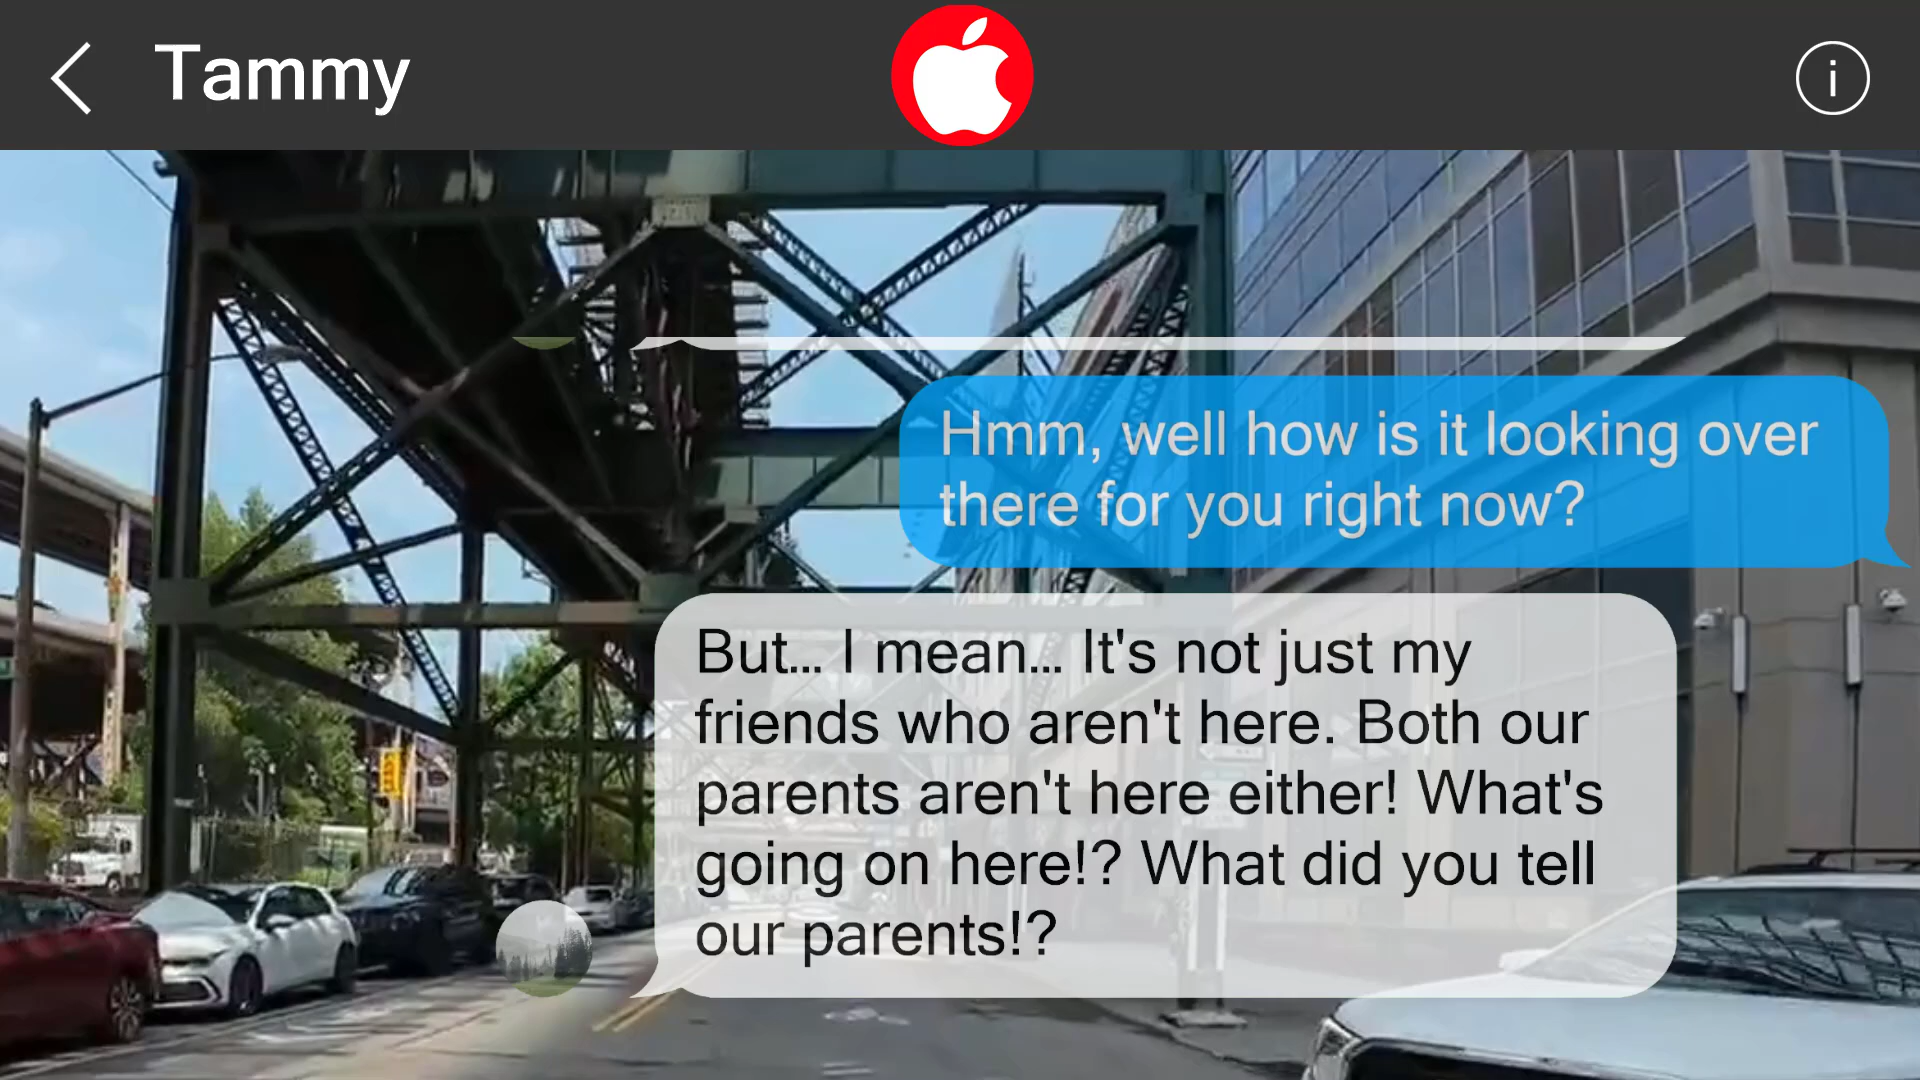 Tammy
Hmm, well how is it looking over
there for you right now?
But... I mean... It's not just my
friends who aren't here. Both our
parents aren't here either! What's
going on here!? What did you tell
our parents!?